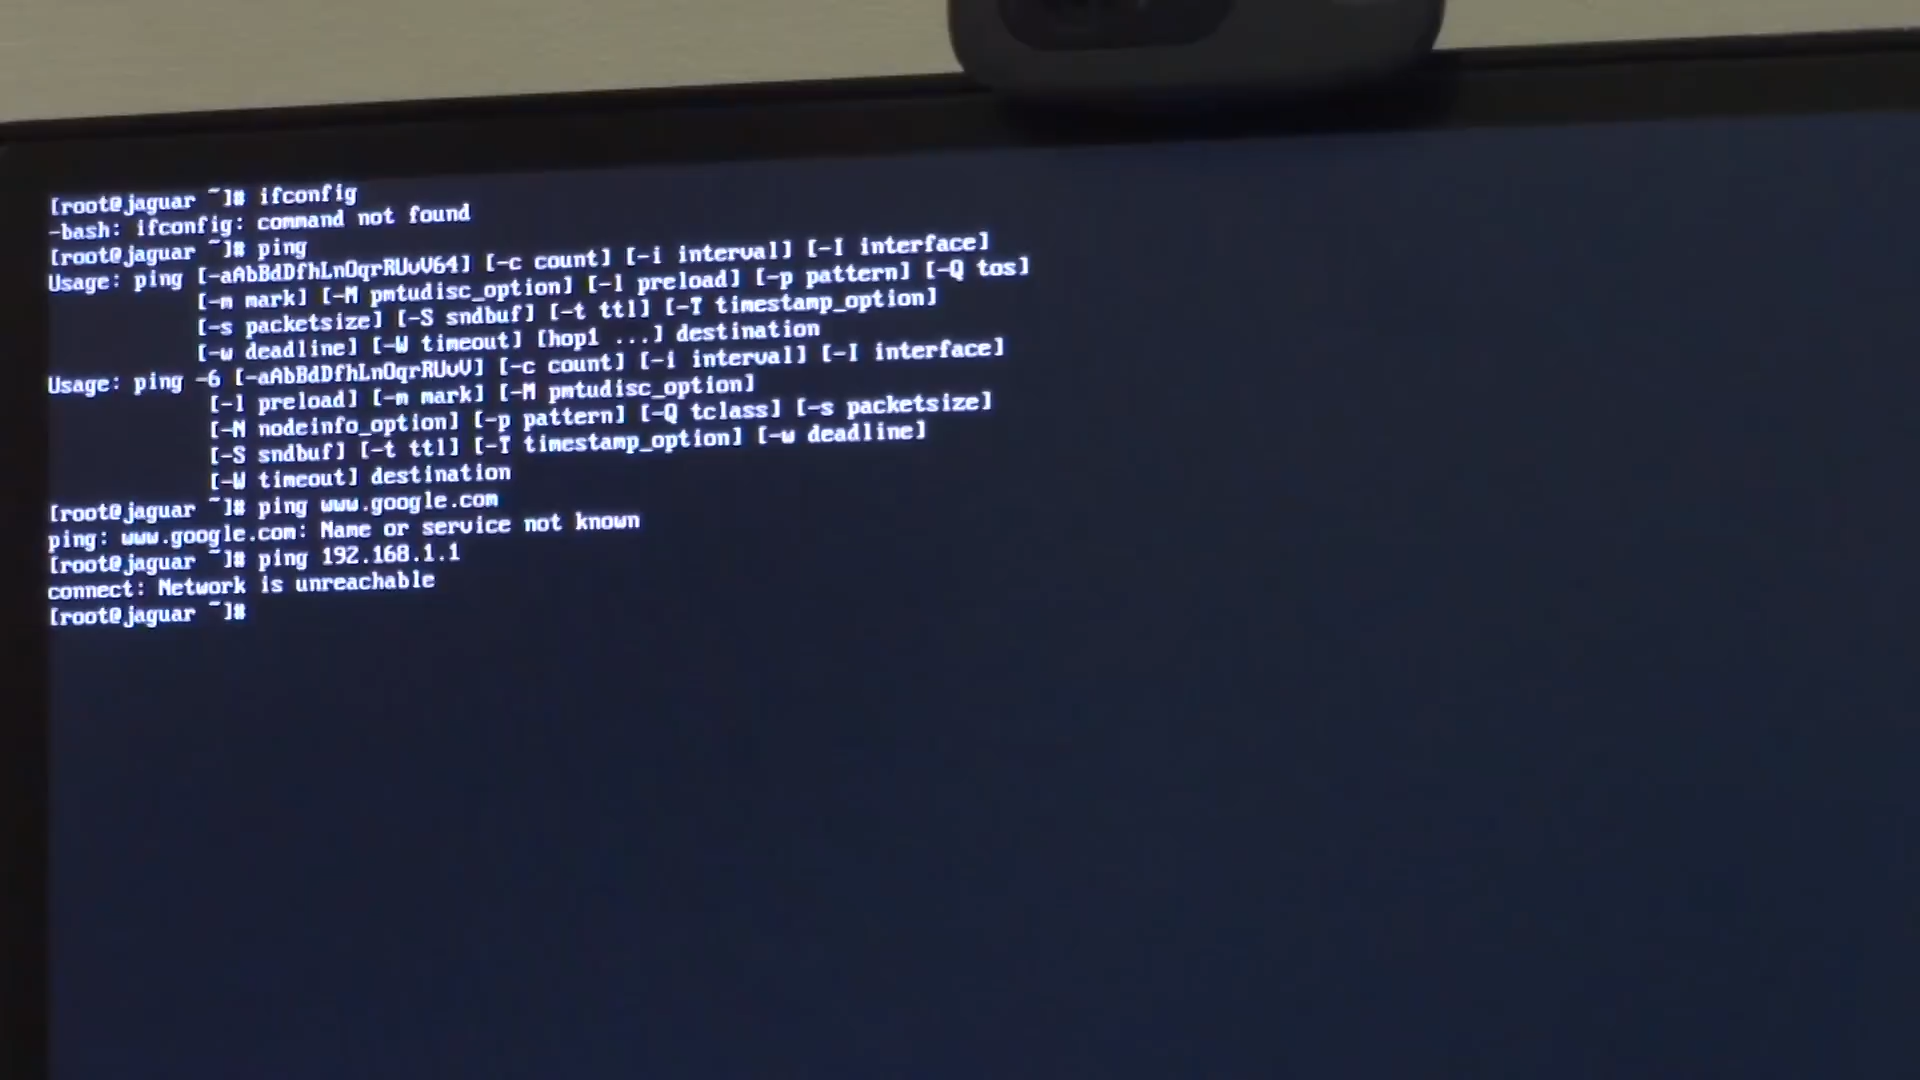 [root@jaguar ~]# ifconfig
-bash: ifconfig: command not found
[root@jaguar ~]# ping
Usage: ping [-aAbBdDfhLnOqrRUvV64] [-c count] [-i interval] [-I interface]
            [-m mark] [-M pmtudisc_option] [-l preload] [-p pattern] [-Q tos]
            [-s packetsize] [-S sndbuf] [-t ttl] [-T timestamp_option]
            [-w deadline] [-W timeout] [hop1 ...] destination
Usage: ping -6 [-aAbBdDfhLnOqrRUvV] [-c count] [-i interval] [-I interface]
             [-l preload] [-m mark] [-M pmtudisc_option]
             [-N nodeinfo_option] [-p pattern] [-Q tclass] [-s packetsize]
             [-S sndbuf] [-t ttl] [-T timestamp_option] [-w deadline]
             [-W timeout] destination
[root@jaguar ~]# ping www.google.com
ping: www.google.com: Name or service not known
[root@jaguar ~]# ping 192.168.1.1
connect: Network is unreachable
[root@jaguar ~]#